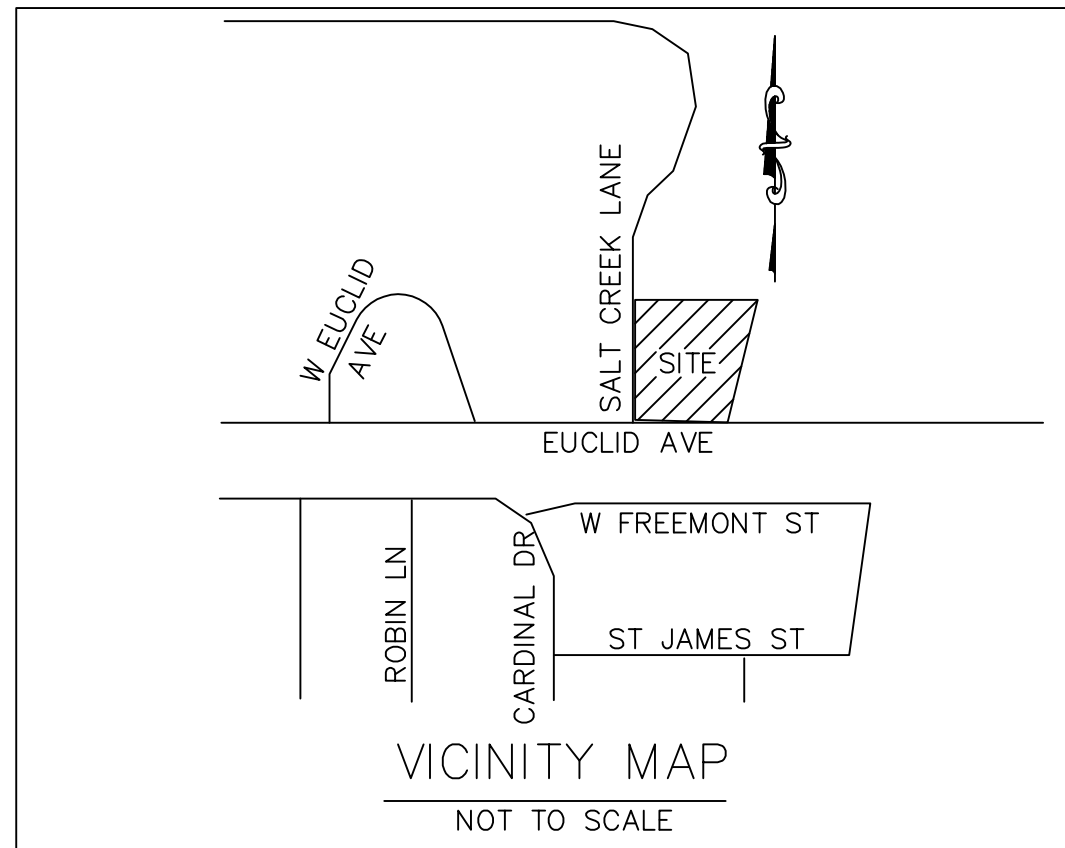 SALT CREEK LANE
W EUCLID
AVE
SITE
EUCLID AVE
W FREEMONT ST
ROBIN LN
CARDINAL DR
ST JAMES ST
VICINITY MAP
NOT TO SCALE